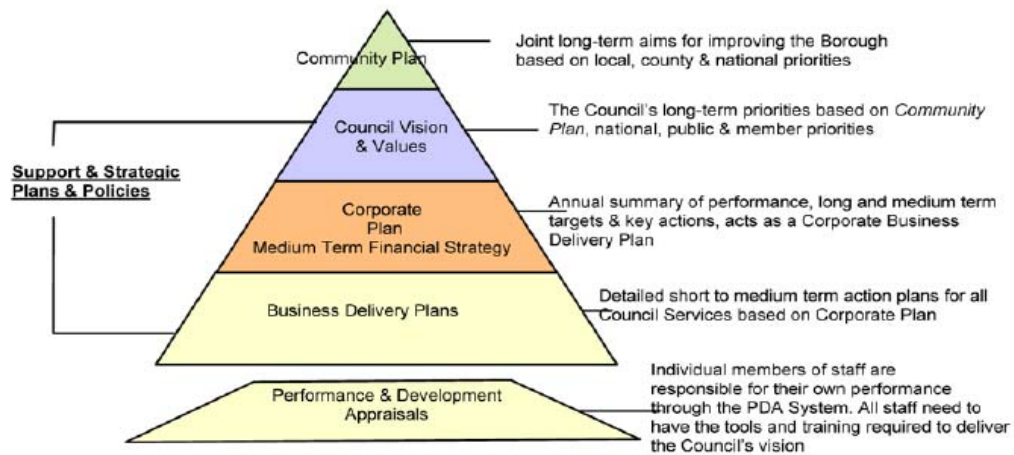 Community Plan
Joint long-term aims for improving the Borough
based on local, county & national priorities
Council Vision
& Values
The Council's long-term priorities based on Community
Plan, national, public & member priorities
Support & Strategic
Plans & Policies
Corporate
Plan
Medium Term Financial Strategy
Annual summary of performance, long and medium term
targets & key actions, acts as a Corporate Business
Delivery Plan
Business Delivery Plans
Detailed short to medium term action plans for all
Council Services based on Corporate Plan
Performance & Development
Appraisals
Individual members of staff are
responsible for their own performance
through the PDA System. All staff need to
have the tools and training required to deliver
the Council's vision